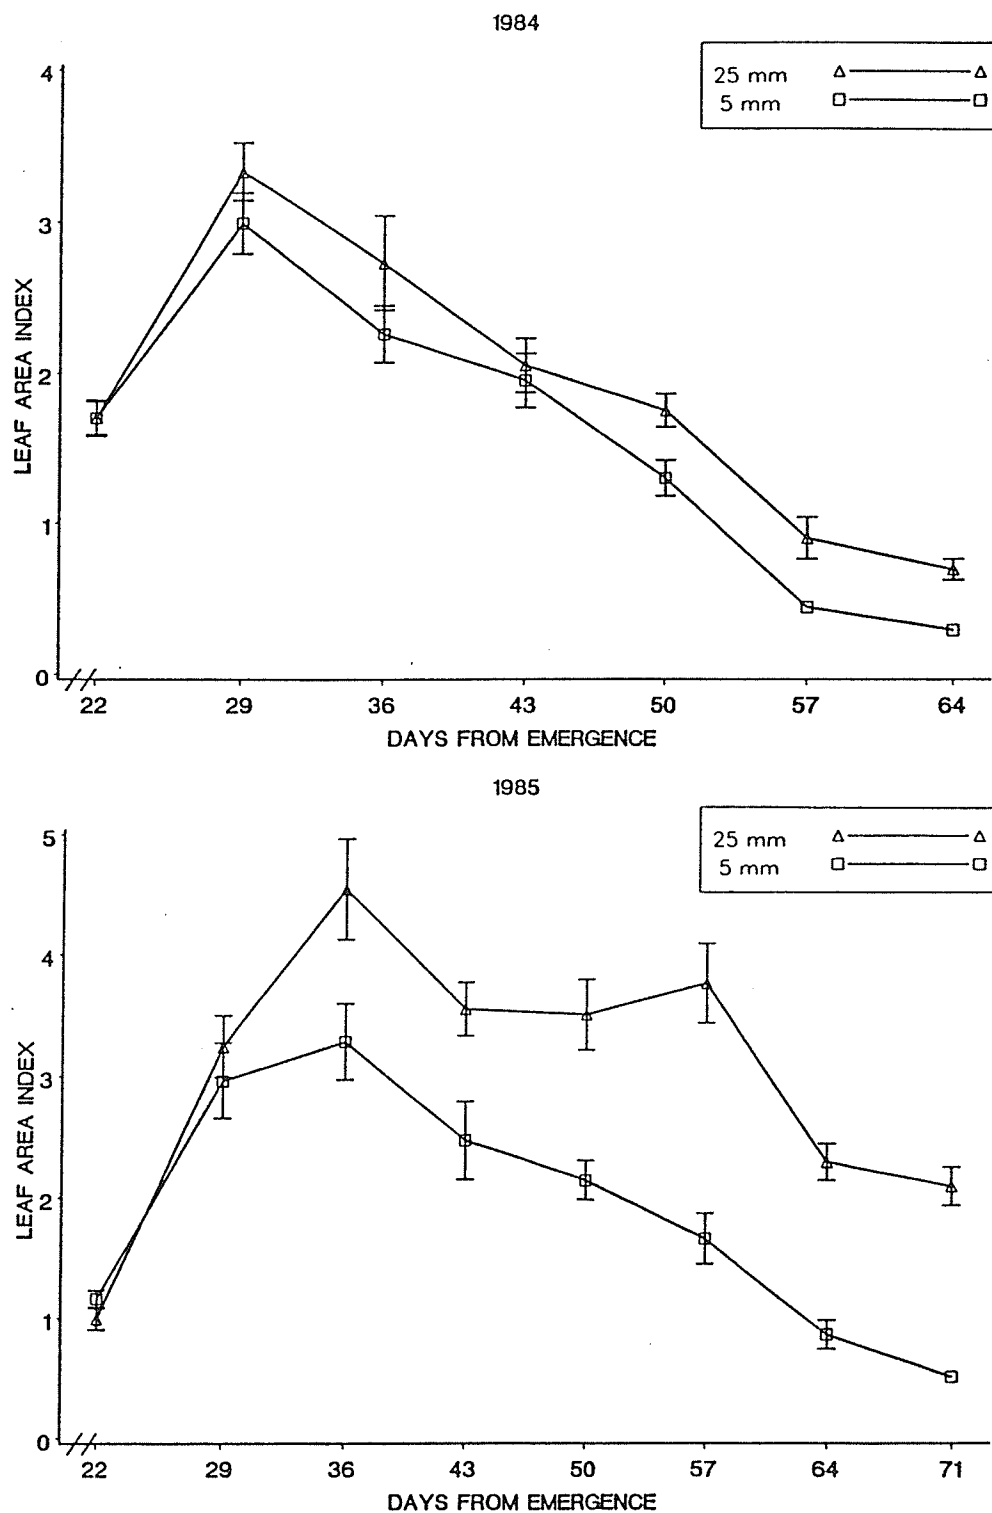 1984
25 mm
5 mm
4
3
2
1
0
LEAF AREA INDEX
22 29 36 43 50 57 64
DAYS FROM EMERGENCE
1985
25 mm
5 mm
5
4
3
2
1
0
LEAF AREA INDEX
22 29 36 43 50 57 64 71
DAYS FROM EMERGENCE